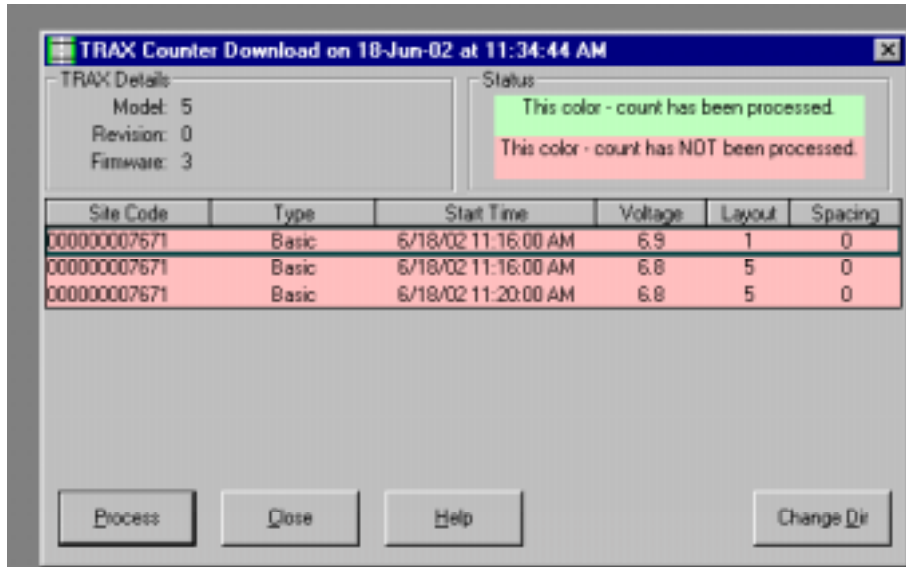 TRAX Counter Download on 18-Jun-02 at 11:34:44 AM
TRAX Details
Model: 5
Revision: 0
Firmware: 3
Status
This color - count has been processed.
This color - count has NOT been processed.
Site Code Type Start Time Voltage Layout Spacing
000000007671 Basic 6/18/02 11:16:00 AM 6.9 1 0
000000007671 Basic 6/18/02 11:16:00 AM 6.8 5 0
000000007671 Basic 6/18/02 11:20:00 AM 6.8 5 0
Process Close Help Change Dir